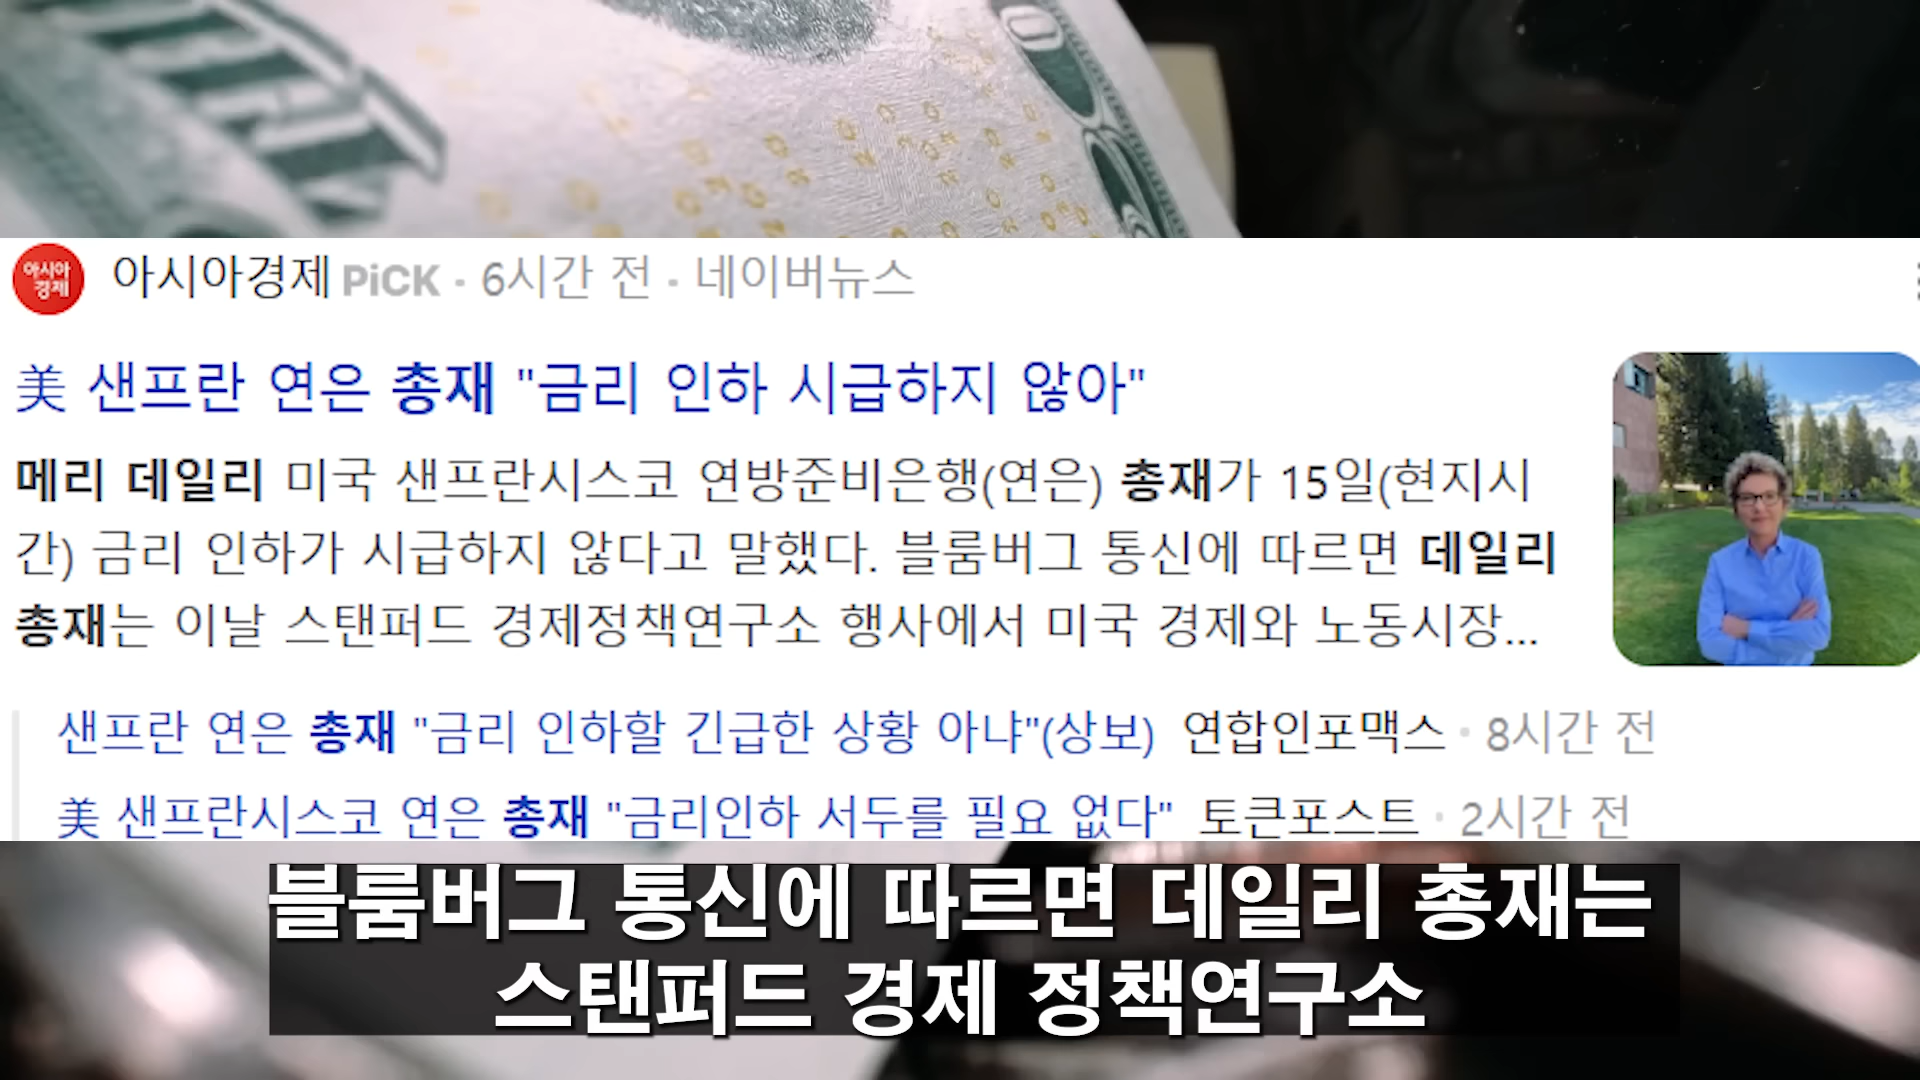 아시아
경제
아시아경제 PiCK · 6시간 전 · 네이버뉴스
美 샌프란 연은 총재 "금리 인하 시급하지 않아"
메리 데일리 미국 샌프란시스코 연방준비은행(연은) 총재가 15일(현지시
간) 금리 인하가 시급하지 않다고 말했다. 블룸버그 통신에 따르면 데일리
총재는 이날 스탠퍼드 경제정책연구소 행사에서 미국 경제와 노동시장...
샌프란 연은 총재 "금리 인하할 긴급한 상황 아냐"(상보) 연합인포맥스 · 8시간 전
美 샌프란시스코 연은 총재 "금리인하 서두를 필요 없다" 토큰포스트 · 2시간 전
블룸버그 통신에 따르면 데일리 총재는
스탠퍼드 경제 정책연구소